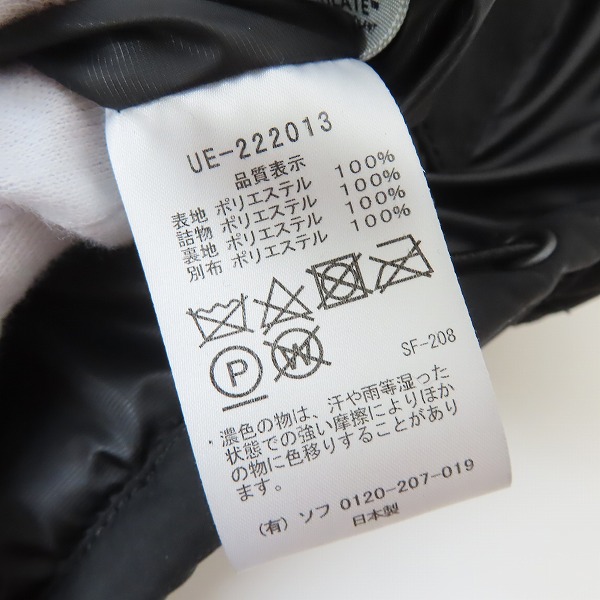 ULATE™
UE-222013
品質表示
表地 ポリエステル 100%
詰物 ポリエステル 100%
裏地 ポリエステル 100%
別布 ポリエステル 100%
P W
SF-208
・濃色の物は、汗や雨等湿った
状態での強い摩擦によりほか
の物に色移りすることがあり
ます。
(有) ソフ 0120-207-019
日本製